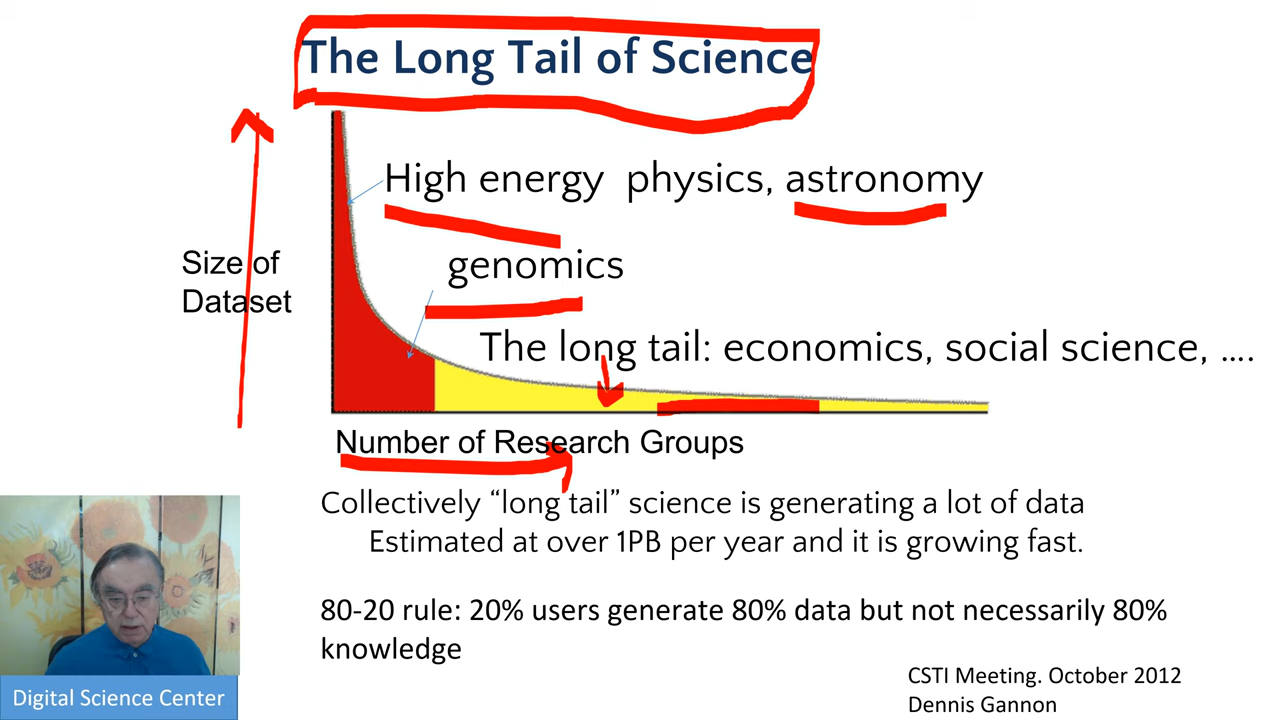 The Long Tail of Science
High energy physics, astronomy
genomics
Size of
Dataset
The long tail: economics, social science, ....
Number of Research Groups
Collectively “long tail” science is generating a lot of data
Estimated at over 1PB per year and it is growing fast.
80-20 rule: 20% users generate 80% data but not necessarily 80%
knowledge
CSTI Meeting. October 2012
Dennis Gannon
Digital Science Center